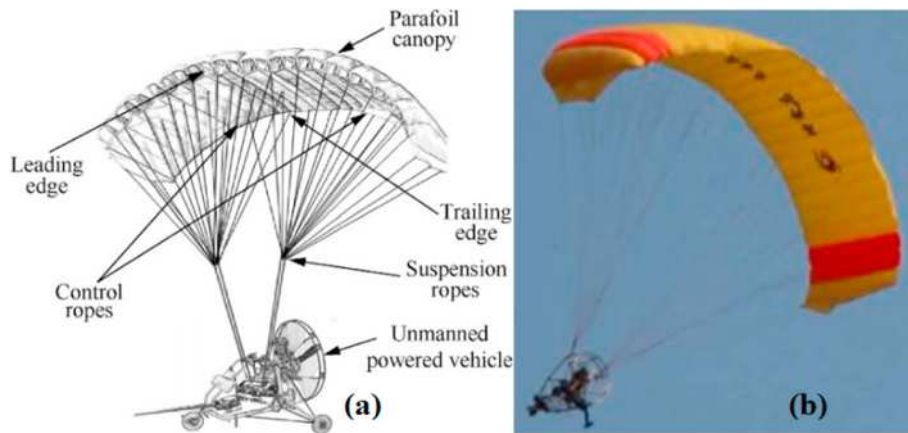 Parafoil
canopy
Leading
edge
Trailing
edge
Control
ropes
Suspension
ropes
Unmanned
powered vehicle
(a)
(b)